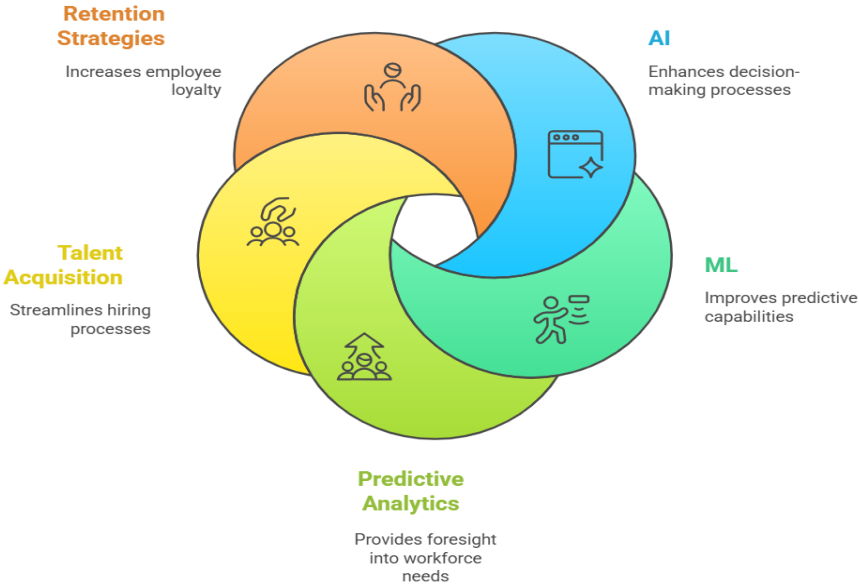 Retention
Strategies
Increases employee
loyalty
AI
Enhances decision-
making processes
Talent
Acquisition
Streamlines hiring
processes
ML
Improves predictive
capabilities
Predictive
Analytics
Provides foresight
into workforce
needs